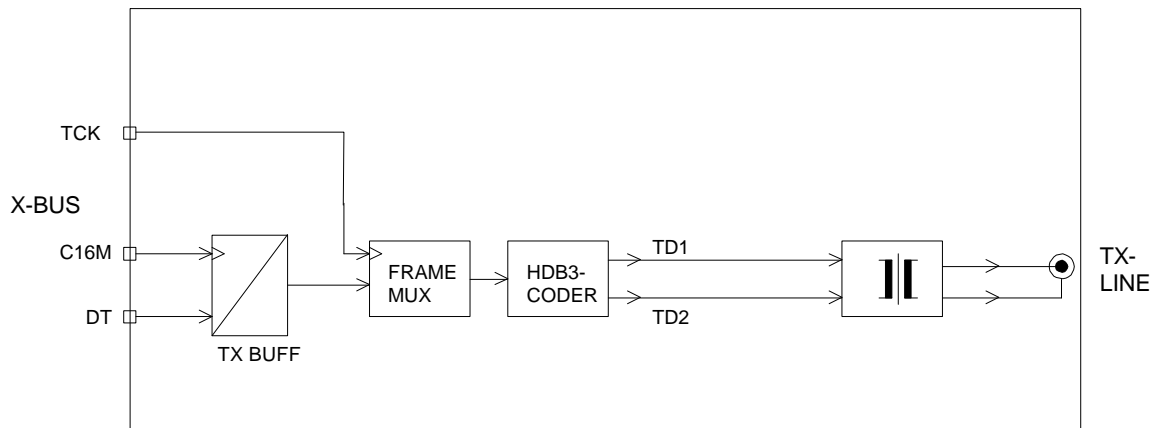 TCK
X-BUS
C16M
DT
TX BUFF
FRAME
MUX
HDB3-
CODER
TD1
TD2
TX-
LINE